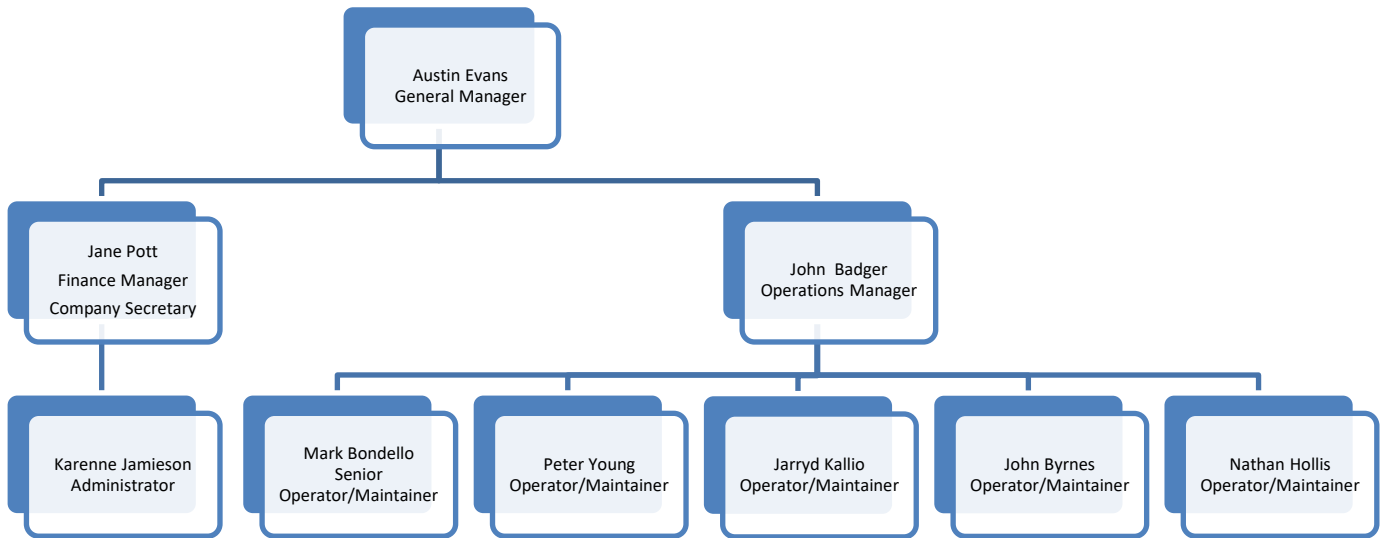 Austin Evans
General Manager
Jane Pott
Finance Manager
Company Secretary
John  Badger
Operations Manager
Karenne Jamieson
Administrator
Mark Bondello
Senior
Operator/Maintainer
Peter Young
Operator/Maintainer
Jarryd Kallio
Operator/Maintainer
John Byrnes
Operator/Maintainer
Nathan Hollis
Operator/Maintainer